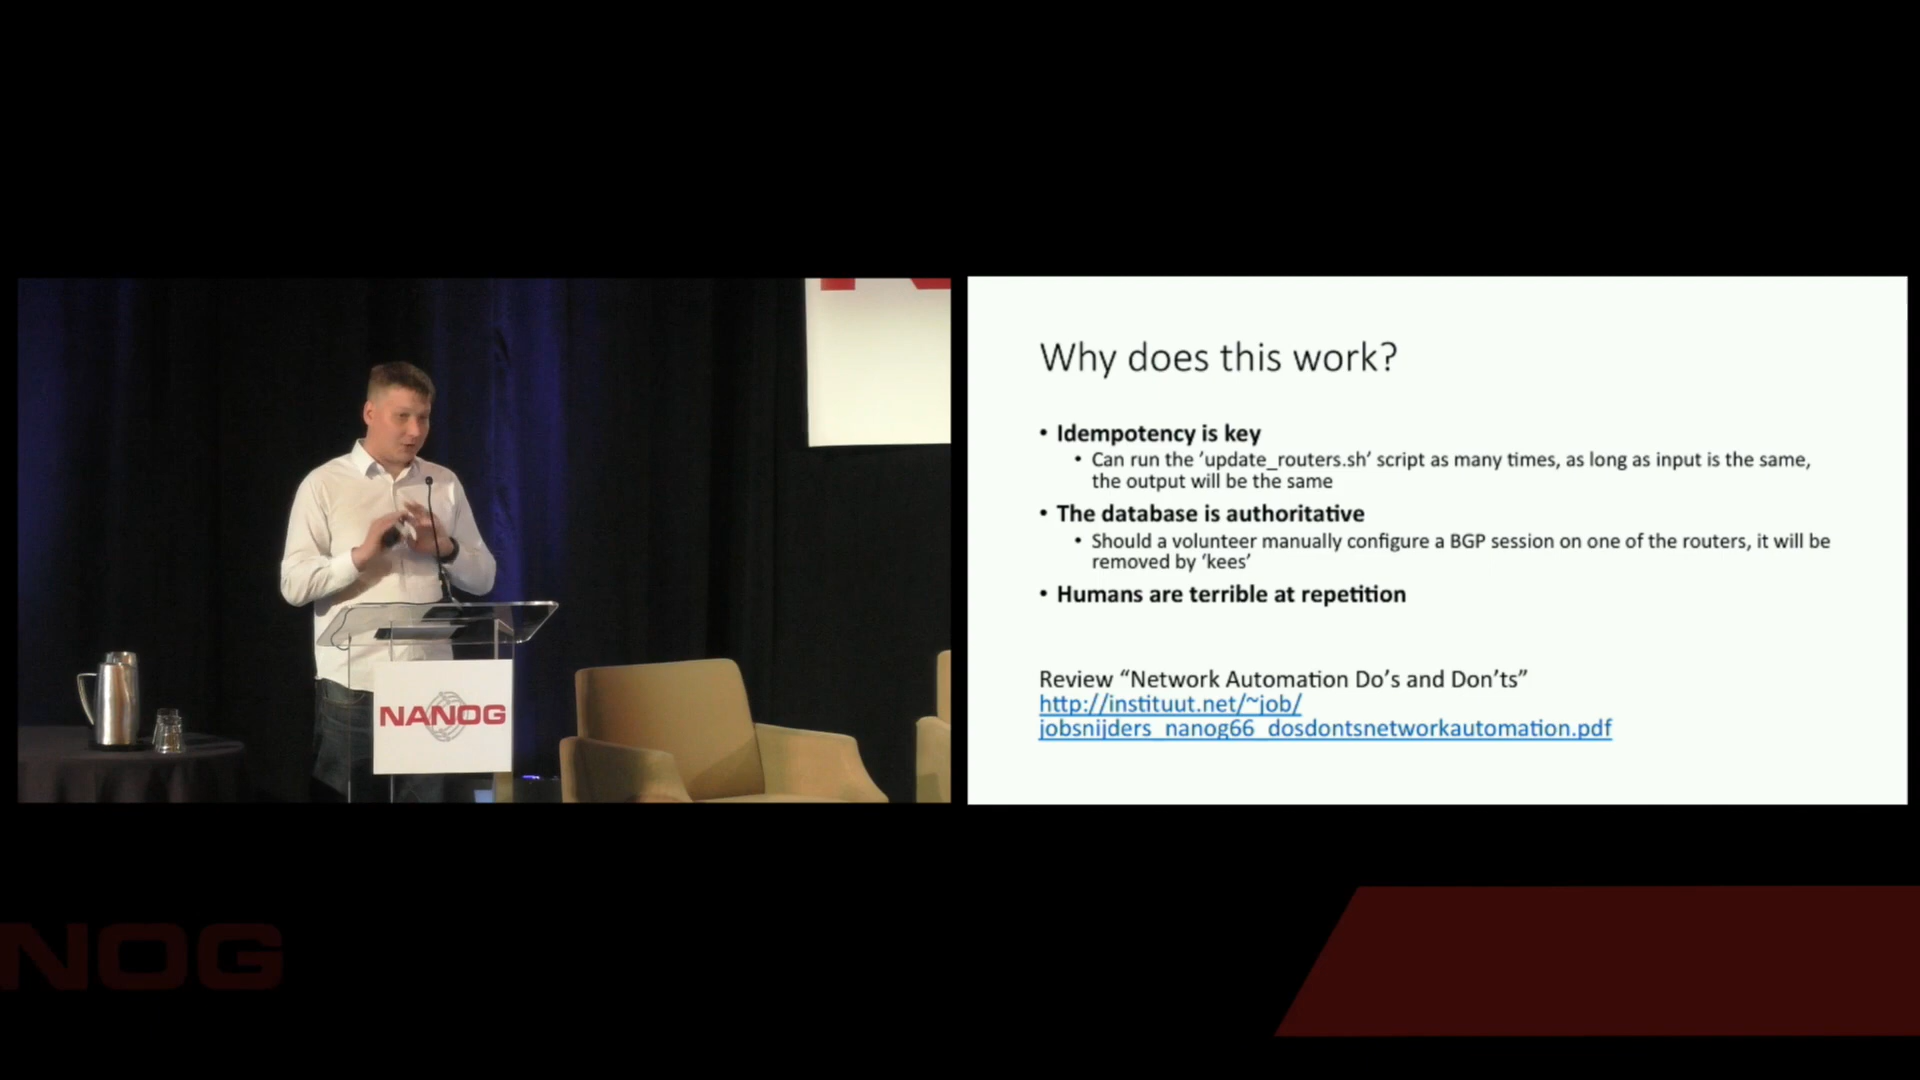 NANOG
Why does this work?
• Idempotency is key
• Can run the ’update_routers.sh’ script as many times, as long as input is the same,
the output will be the same
• The database is authoritative
• Should a volunteer manually configure a BGP session on one of the routers, it will be
removed by ‘kees’
• Humans are terrible at repetition
Review “Network Automation Do’s and Don’ts”
http://instituut.net/~job/
jobsnijders_nanog66_dosdontsnetworkautomation.pdf
NOG